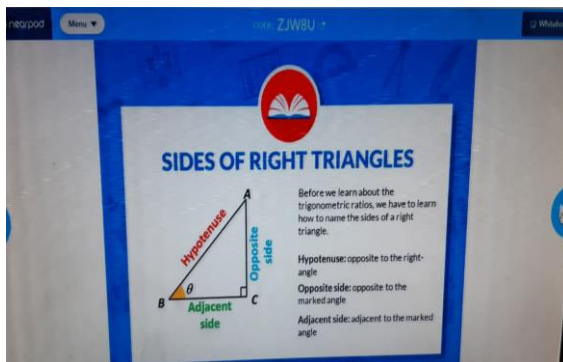 nearpod
Menu ▼
CODE: ZJW8U
SIDES OF RIGHT TRIANGLES
A
Hypotenuse
Opposite
side
θ
B
C
Adjacent
side
Before we learn about the
trigonometric ratios, we have to learn
how to name the sides of a right
triangle.
Hypotenuse: opposite to the right-
angle
Opposite side: opposite to the
marked angle
Adjacent side: adjacent to the marked
angle